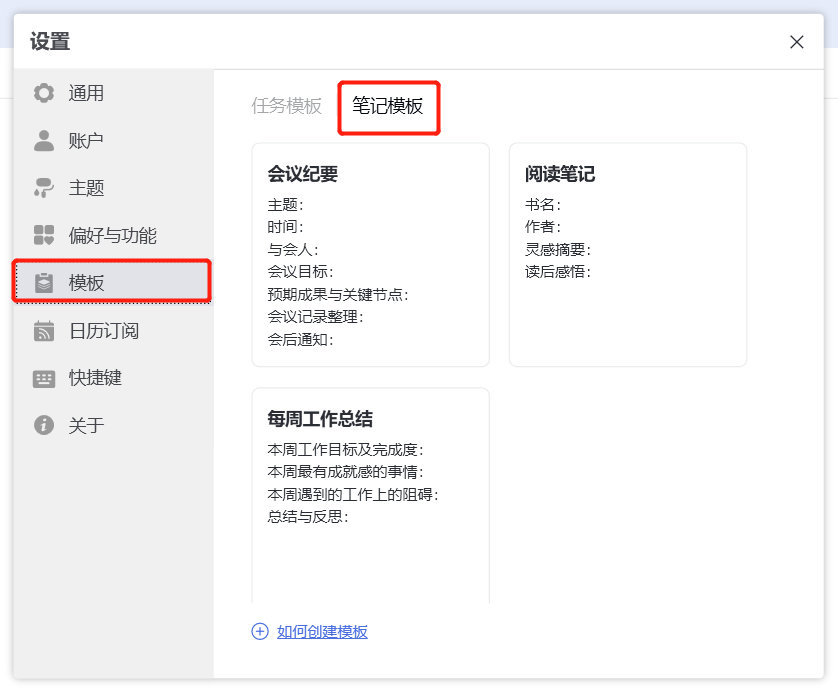 设置
通用
账户
主题
偏好与功能
模板
日历订阅
快捷键
关于
任务模板
笔记模板
会议纪要
主题：
时间：
与会人：
会议目标：
预期成果与关键节点：
会议记录整理：
会后通知：
阅读笔记
书名：
作者：
灵感摘要：
读后感悟：
每周工作总结
本周工作目标及完成度：
本周最有成就感的事情：
本周遇到的工作上的阻碍：
总结与反思：
如何创建模板